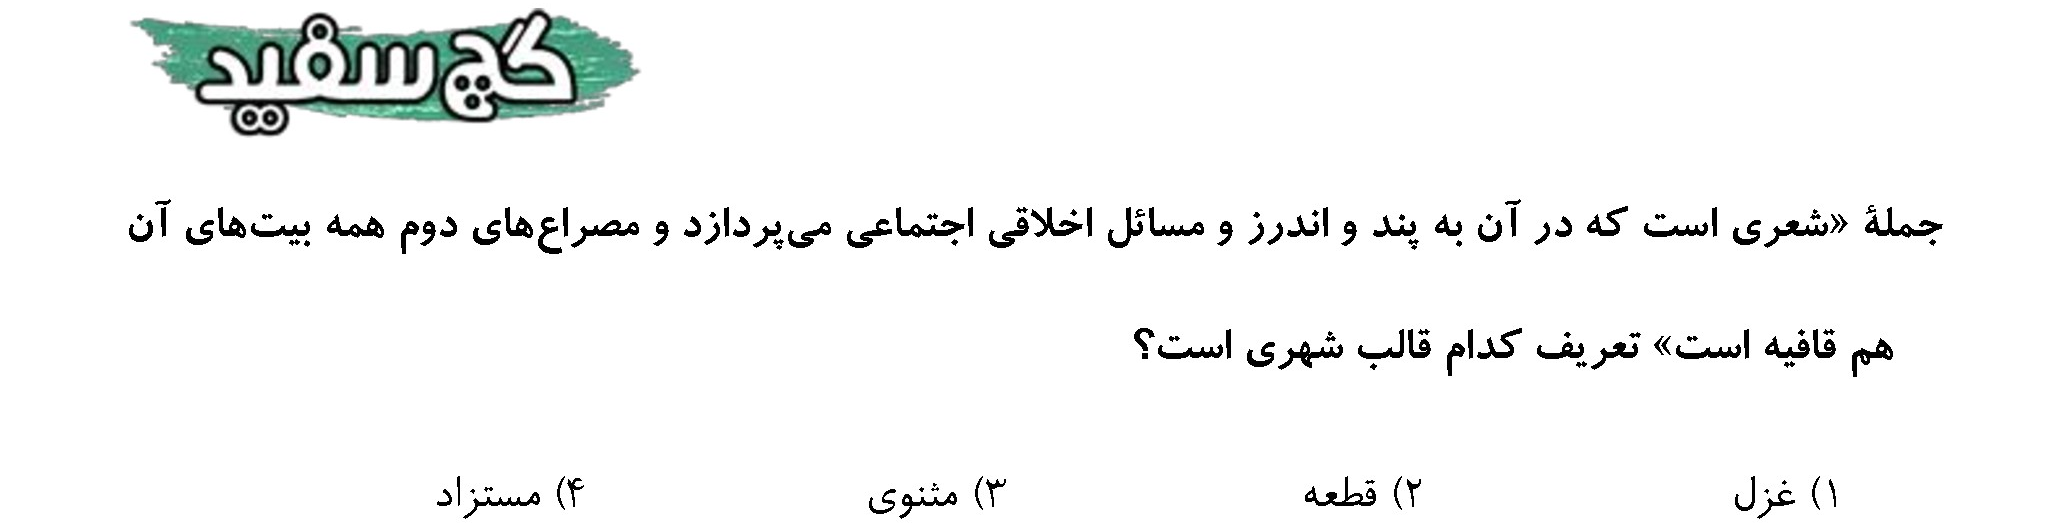 گچ سفید
جملهٔ «شعری است که در آن به پند و اندرز و مسائل اخلاقی اجتماعی می‌پردازد و مصراع‌های دوم همه بیت‌های آن
هم قافیه است» تعریف کدام قالب شهری است؟
۱) غزل ۲) قطعه ۳) مثنوی ۴) مستزاد